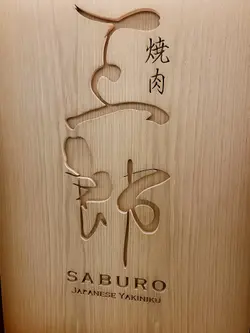 焼肉
三郎
SABURO
JAPANESE YAKINIKU